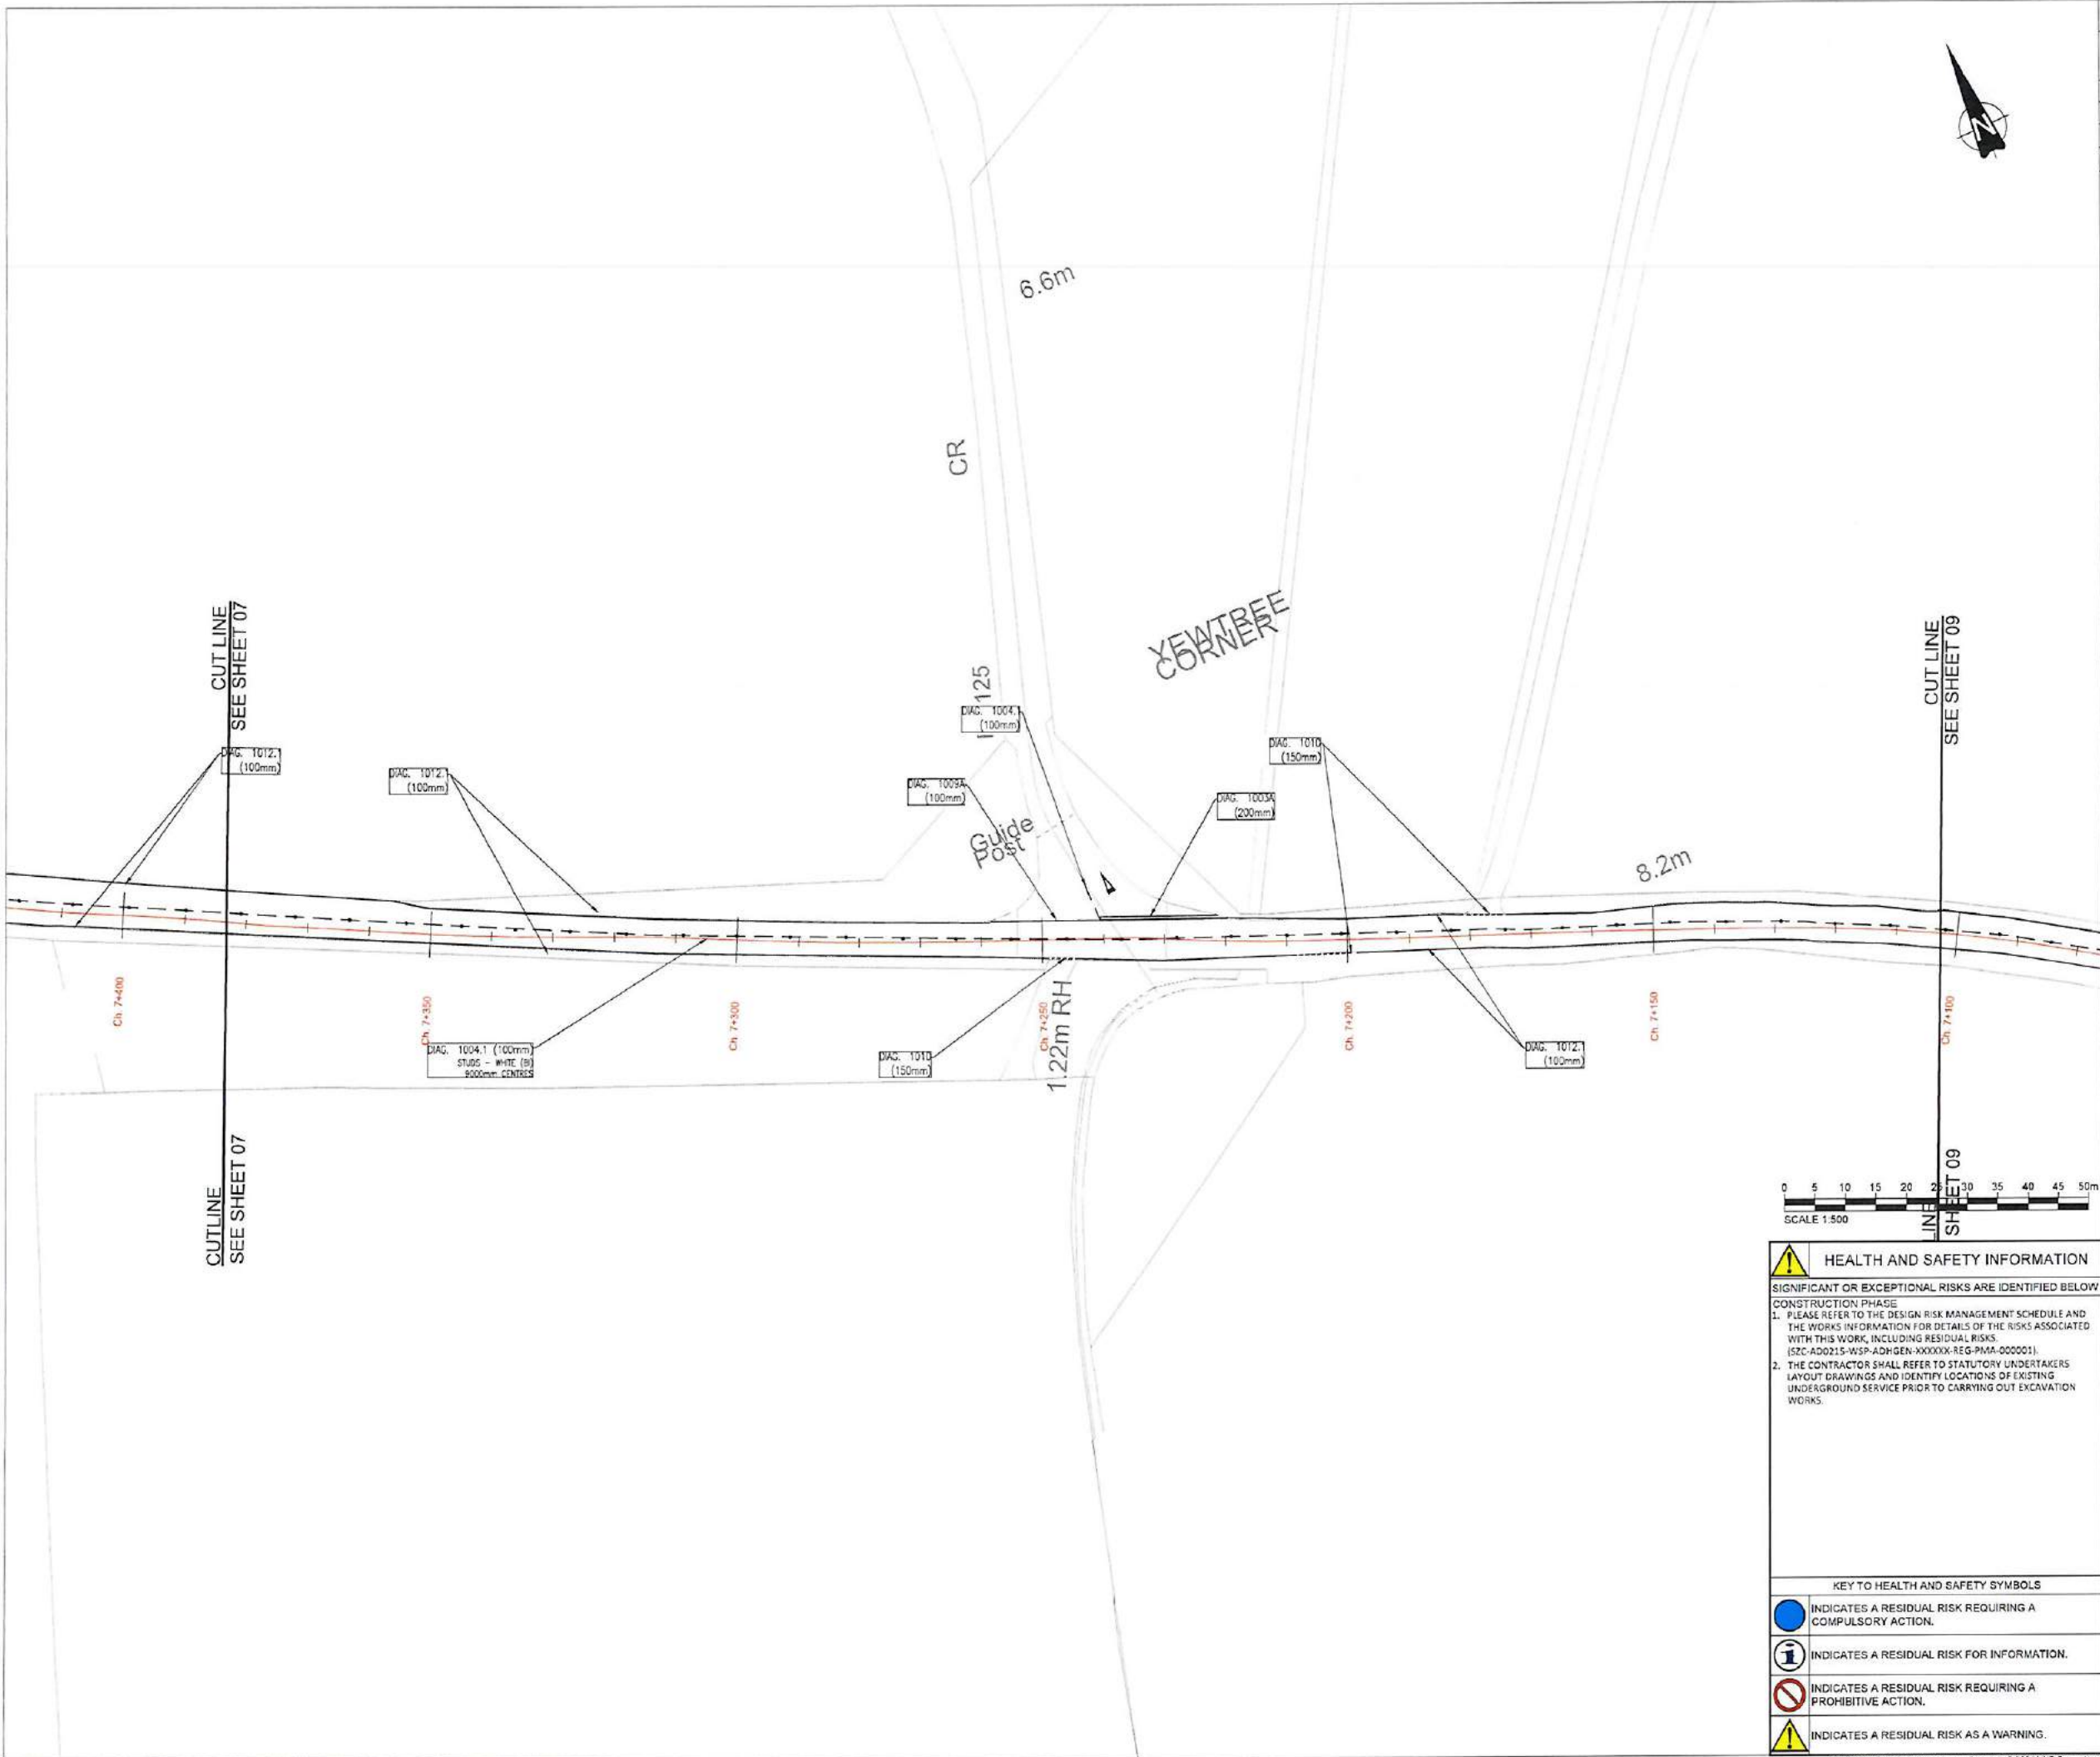 N
6.6m
CR
YEWTREE
CORNER
CUT LINE
SEE SHEET 07
CUT LINE
SEE SHEET 09
125
DIAG. 1004.1
(100mm)
DIAG. 1012.1
(100mm)
DIAG. 1012.1
(100mm)
DIAG. 1009A
(100mm)
DIAG. 1010
(150mm)
DIAG. 1003A
(200mm)
Guide
Post
8.2m
Ch. 7+400
Ch. 7+350
Ch. 7+300
Ch. 7+250
Ch. 7+200
Ch. 7+150
Ch. 7+100
1.22m RH
DIAG. 1004.1 (100mm)
STUDS - WHITE (BI)
9000mm CENTRES
DIAG. 1010
(150mm)
DIAG. 1012.1
(100mm)
CUTLINE
SEE SHEET 07
LINE
SHEET 09
0 5 10 15 20 25 30 35 40 45 50m
SCALE 1:500
HEALTH AND SAFETY INFORMATION
SIGNIFICANT OR EXCEPTIONAL RISKS ARE IDENTIFIED BELOW
CONSTRUCTION PHASE
1. PLEASE REFER TO THE DESIGN RISK MANAGEMENT SCHEDULE AND
THE WORKS INFORMATION FOR DETAILS OF THE RISKS ASSOCIATED
WITH THIS WORK, INCLUDING RESIDUAL RISKS.
(SZC-AD0215-WSP-ADHGEN-XXXXXX-REG-PMA-000001).
2. THE CONTRACTOR SHALL REFER TO STATUTORY UNDERTAKERS
LAYOUT DRAWINGS AND IDENTIFY LOCATIONS OF EXISTING
UNDERGROUND SERVICE PRIOR TO CARRYING OUT EXCAVATION
WORKS.
KEY TO HEALTH AND SAFETY SYMBOLS
INDICATES A RESIDUAL RISK REQUIRING A
COMPULSORY ACTION.
INDICATES A RESIDUAL RISK FOR INFORMATION.
INDICATES A RESIDUAL RISK REQUIRING A
PROHIBITIVE ACTION.
INDICATES A RESIDUAL RISK AS A WARNING.